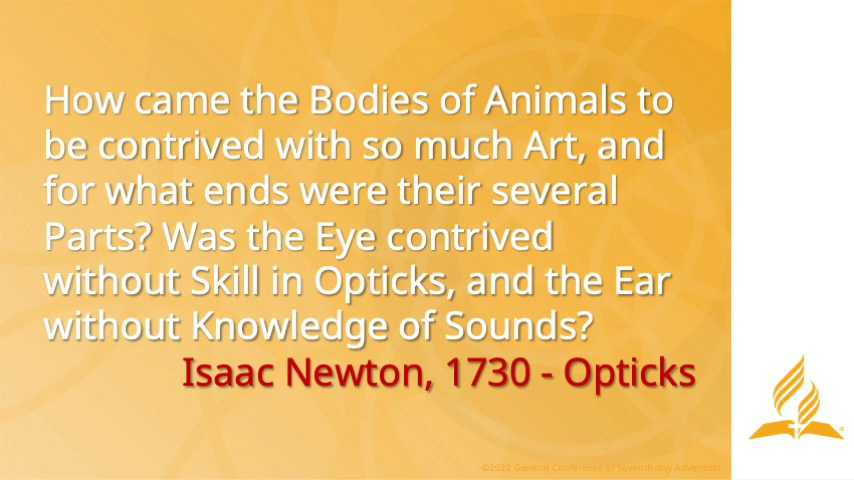 How came the Bodies of Animals to
be contrived with so much Art, and
for what ends were their several
Parts? Was the Eye contrived
without Skill in Opticks, and the Ear
without Knowledge of Sounds?
Isaac Newton, 1730 - Opticks
©2022 General Conference of Seventh-day Adventists